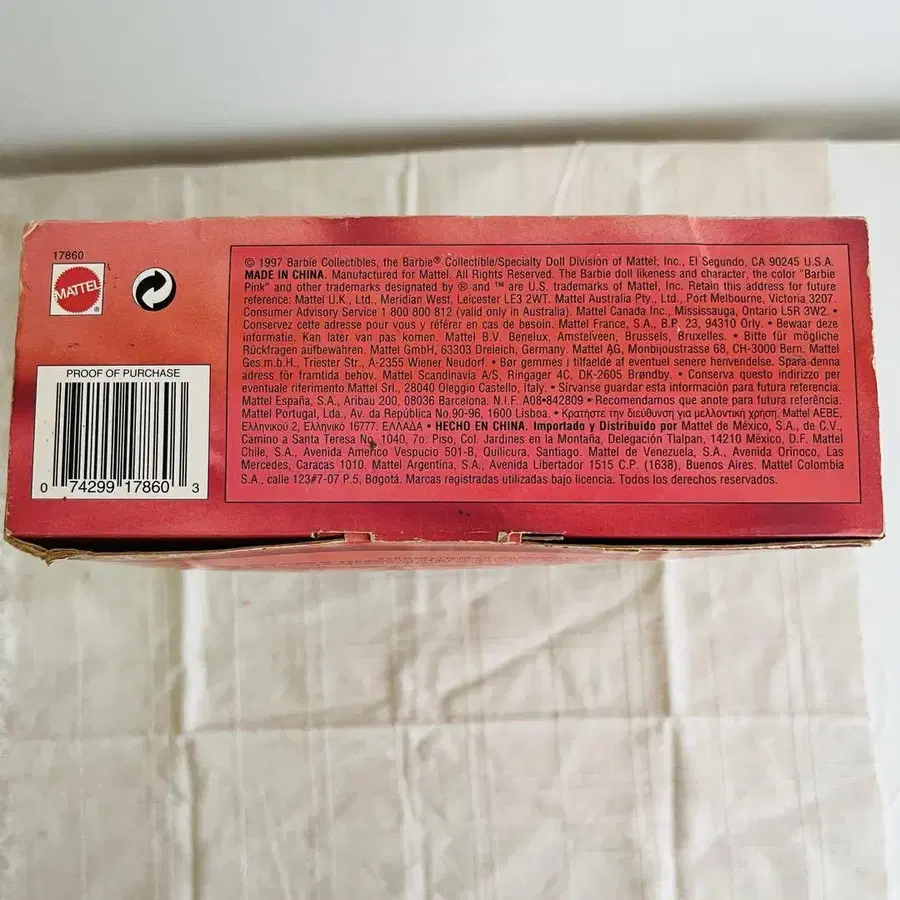 17860
MATTEL
®
PROOF OF PURCHASE
0 74299 17860 3
© 1997 Barbie Collectibles, the Barbie® Collectible/Specialty Doll Division of Mattel, Inc., El Segundo, CA 90245 U.S.A.
MADE IN CHINA. Manufactured for Mattel. All Rights Reserved. The Barbie doll likeness and character, the color "Barbie
Pink" and other trademarks designated by ® and ™ are U.S. trademarks of Mattel, Inc. Retain this address for future
reference: Mattel U.K., Ltd., Meridian West, Leicester LE3 2WT. Mattel Australia Pty., Ltd., Port Melbourne, Victoria 3207.
Consumer Advisory Service 1 800 800 812 (valid only in Australia). Mattel Canada Inc., Mississauga, Ontario L5R 3W2. •
Conservez cette adresse pour vous y référer en cas de besoin. Mattel France, S.A., B.P. 23, 94310 Orly. • Bewaar deze
informatie. Kan later van pas komen. Mattel B.V. Benelux, Amstelveen, Brussels, Bruxelles. • Bitte für mögliche
Rückfragen aufbewahren. Mattel GmbH, 63303 Dreieich, Germany. Mattel AG, Monbijoustrasse 68, CH-3000 Bern. Mattel
Ges.m.b.H., Triester Str., A-2355 Wiener Neudorf. • Bør gemmes i tilfælde af eventuel senere henvendelse. Spara denna
adress för framtida behov. Mattel Scandinavia A/S, Ringager 4C, DK-2605 Brøndby. • Conserva questo indirizzo per
eventuale riferimento.Mattel Srl., 28040 Oleggio Castello, Italy. • Sírvanse guardar esta información para futura referencia.
Mattel España, S.A., Aribau 200, 08036 Barcelona. N.I.F. A08-842809 • Recomendamos que anote para futura referência.
Mattel Portugal, Lda., Av. da República No.90-96, 1600 Lisboa. • Κρατήστε την διεύθυνση για μελλοντική χρήση. Mattel AEBE,
Ελληνικού 2, Ελληνικό 16777. ΕΛΛΑΔΑ • HECHO EN CHINA. Importado y Distribuido por Mattel de México, S.A., de C.V.,
Camino a Santa Teresa No. 1040, 7o. Piso, Col. Jardines en la Montaña, Delegación Tlalpan, 14210 México, D.F. Mattel
Chile, S.A., Avenida Américo Vespucio 501-B, Quilicura, Santiago. Mattel de Venezuela, S.A., Avenida Orinoco, Las
Mercedes, Caracas 1010. Mattel Argentina, S.A., Avenida Libertador 1515 C.P. (1638), Buenos Aires. Mattel Colombia
S.A., calle 123#7-07 P.5, Bogotá. Marcas registradas utilizadas bajo licencia. Todos los derechos reservados.